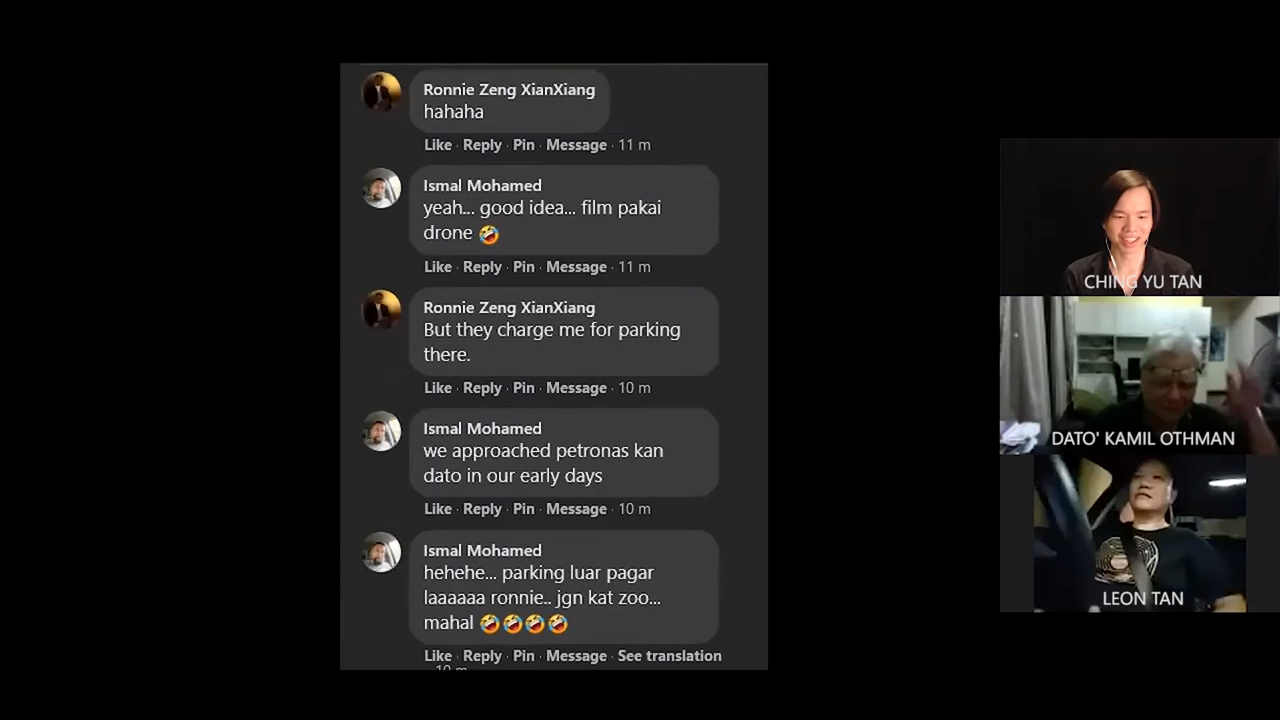 Ronnie Zeng XianXiang
hahaha
Like · Reply · Pin · Message · 11 m
Ismal Mohamed
yeah... good idea... film pakai
drone 🤣
Like · Reply · Pin · Message · 11 m
Ronnie Zeng XianXiang
But they charge me for parking
there.
Like · Reply · Pin · Message · 10 m
Ismal Mohamed
we approached petronas kan
dato in our early days
Like · Reply · Pin · Message · 10 m
Ismal Mohamed
hehehe... parking luar pagar
laaaaaa ronnie.. jgn kat zoo...
mahal 🤣🤣🤣🤣
Like · Reply · Pin · Message · See translation
· 10 m
CHING YU TAN
DATO' KAMIL OTHMAN
LEON TAN